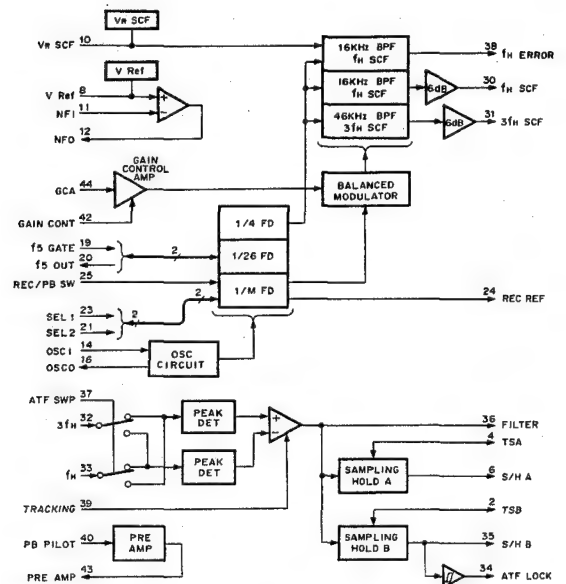 VR SCF
VR SCF 10
V Ref
V Ref 8
NFI 11
NFO 12
16KHz BPF
fH SCF
16KHz BPF
fH SCF
46KHz BPF
3fH SCF
6dB
6dB
38 fH ERROR
30 fH SCF
31 3fH SCF
GAIN
CONTROL
AMP
GCA 44
GAIN CONT 42
BALANCED
MODULATOR
f5 GATE 19
f5 OUT 20
REC/PB SW 25
SEL 1 23
SEL2 21
OSCI 14
OSCO 16
2
2
2
1/4 FD
1/26 FD
1/M FD
24 REC REF
OSC
CIRCUIT
ATF SWP 37
3fH 32
fH 33
TRACKING 39
PB PILOT 40
PRE AMP 43
PEAK
DET
PEAK
DET
PRE
AMP
36 FILTER
4 TSA
SAMPLING
HOLD A
6 S/H A
2 TSB
SAMPLING
HOLD B
35 S/H B
34 ATF LOCK